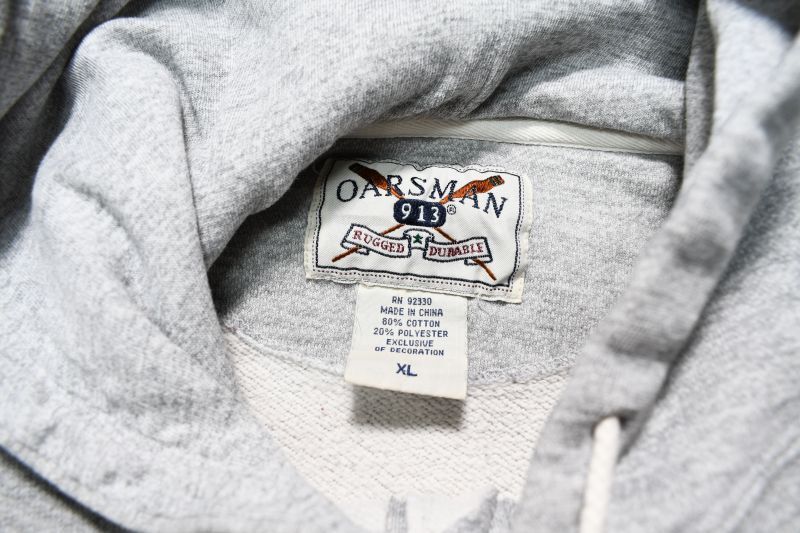 OARSMAN
913®
RUGGED DURABLE
RN 92330
MADE IN CHINA
80% COTTON
20% POLYESTER
EXCLUSIVE
OF DECORATION
XL